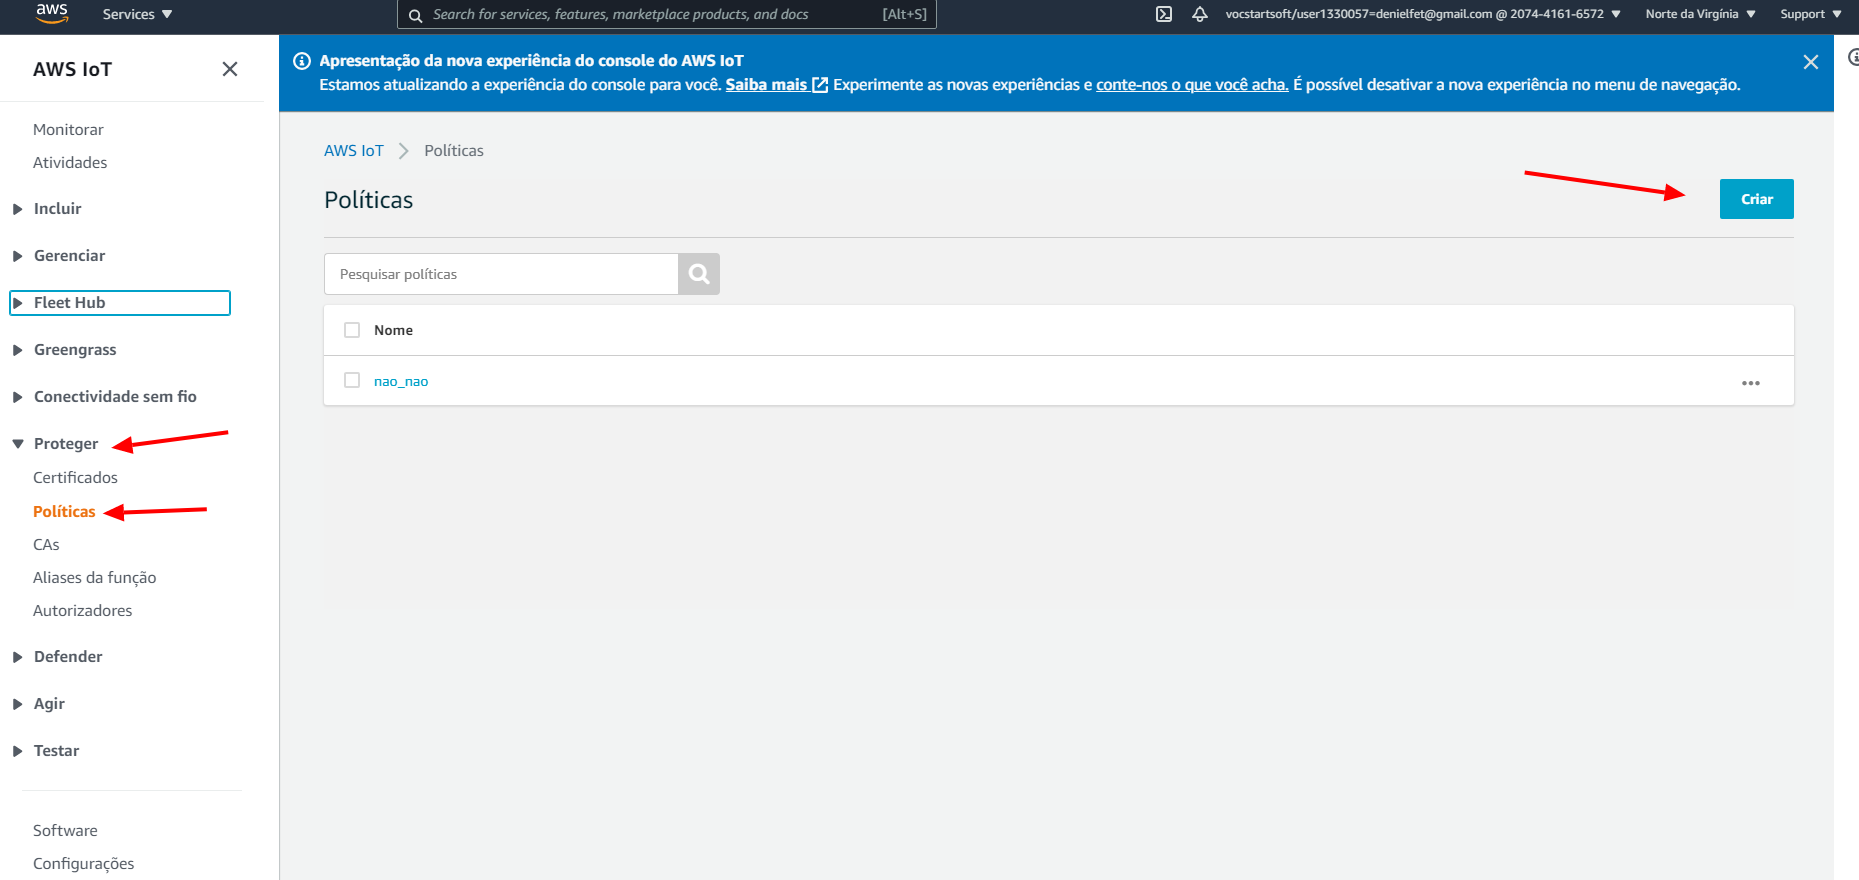 aws
Services
Search for services, features, marketplace products, and docs
[Alt+S]
vocstartsoft/user1330057=denielfet@gmail.com @ 2074-4161-6572
Norte da Virgínia
Support
AWS IoT
Monitorar
Atividades
Incluir
Gerenciar
Fleet Hub
Greengrass
Conectividade sem fio
Proteger
Certificados
Políticas
CAs
Aliases da função
Autorizadores
Defender
Agir
Testar
Software
Configurações
Apresentação da nova experiência do console do AWS IoT
Estamos atualizando a experiência do console para você. Saiba mais Experimente as novas experiências e conte-nos o que você acha. É possível desativar a nova experiência no menu de navegação.
AWS IoT
Políticas
Políticas
Criar
Pesquisar políticas
Nome
nao_nao